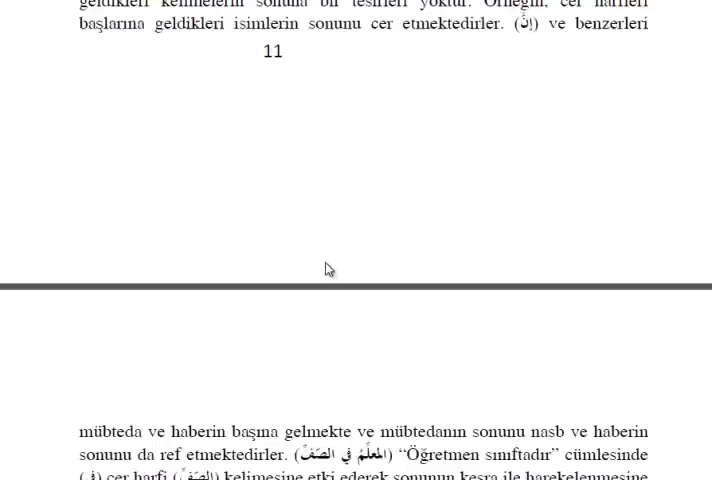 geldikleri kelimelerin sonuna bir tesirleri yoktur. Örneğin, cer harfleri
başlarına geldikleri isimlerin sonunu cer etmektedirler. (إنَّ) ve benzerleri
11
mübteda ve haberin başına gelmekte ve mübtedanın sonunu nasb ve haberin
sonunu da ref etmektedirler. (المعلِّمُ في الصّفِّ) “Öğretmen sınıftadır” cümlesinde
(في) cer harfi (الصّفِّ) kelimesine etki ederek sonunun kesra ile harekelenmesine